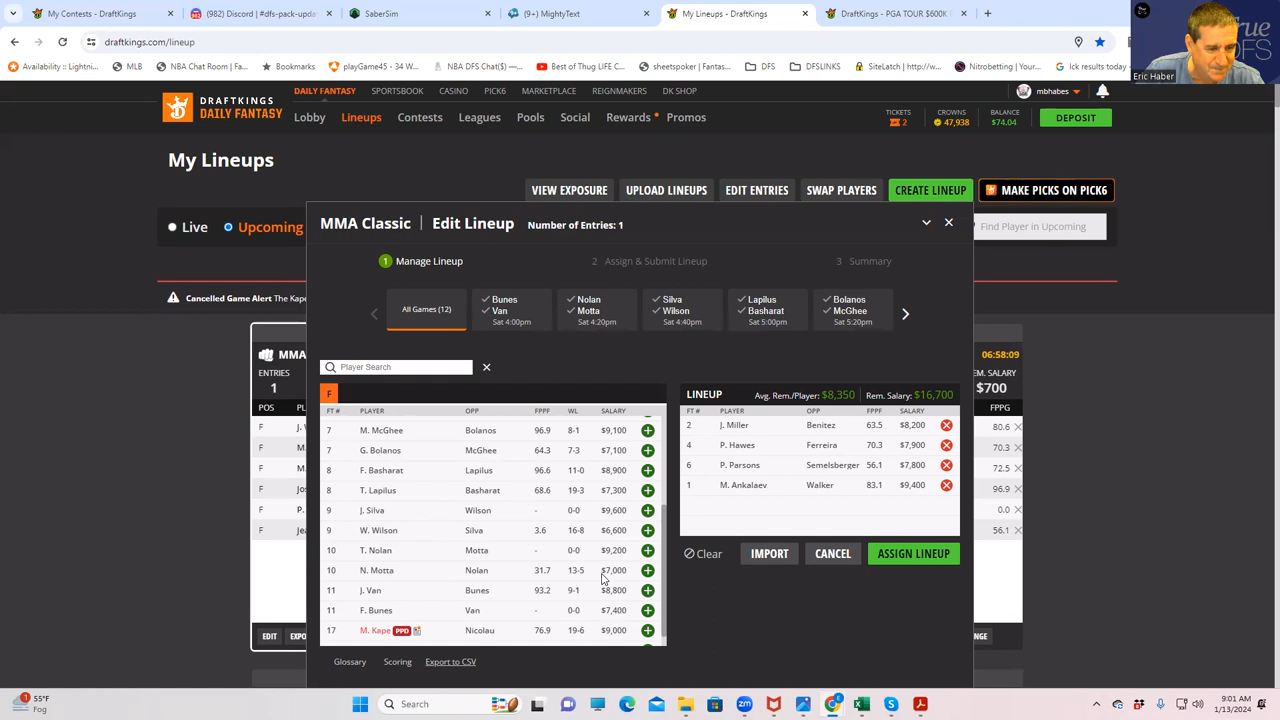 My Contests - DraftKings
(582) Discord | #dfs-pack-upda
SaberSim
(9+) MightyText
My Lineups - DraftKings
DraftKings - PGA TOUR $600K
draftkings.com/lineup
Availability :: Lightni...
MLB
NBA Chat Room | Fa...
Bookmarks
playGame45 - 34 W...
NBA DFS Chat($)—...
Best of Thug LIFE C...
sheetspoker | Past...
DFS
DFSLINKS
SiteLatch | http://w...
Nitrobetting | Your...
Ick results today
Eric Haber
DRAFTKINGS
DAILY FANTASY
DAILY FANTASY
SPORTSBOOK
CASINO
PICK6
MARKETPLACE
REIGNMAKERS
DK SHOP
mbhabes
Lobby
Lineups
Contests
Leagues
Pools
Social
Rewards
Promos
TICKETS
2
CROWNS
47,938
BALANCE
$74.04
DEPOSIT
My Lineups
VIEW EXPOSURE
UPLOAD LINEUPS
EDIT ENTRIES
SWAP PLAYERS
CREATE LINEUP
MAKE PICKS ON PICK6
Live
Upcoming
Find Player in Upcoming
MMA Classic
Edit Lineup
Number of Entries: 1
1 Manage Lineup
2 Assign & Submit Lineup
3 Summary
Cancelled Game Alert The Kape
All Games (12)
Bunes
Van
Sat 4:00pm
Nolan
Motta
Sat 4:20pm
Silva
Wilson
Sat 4:40pm
Lapilus
Basharat
Sat 5:00pm
Bolanos
McGhee
Sat 5:20pm
Player Search
F
FT # PLAYER OPP FPPF WL SALARY
7 M. McGhee Bolanos 96.9 8-1 $9,100
7 G. Bolanos McGhee 64.3 7-3 $7,100
8 F. Basharat Lapilus 96.6 11-0 $8,900
8 T. Lapilus Basharat 68.6 19-3 $7,300
9 J. Silva Wilson - 0-0 $9,600
9 W. Wilson Silva 3.6 16-8 $6,600
10 T. Nolan Motta - 0-0 $9,200
10 N. Motta Nolan 31.7 13-5 $7,000
11 J. Van Bunes 93.2 9-1 $8,800
11 F. Bunes Van - 0-0 $7,400
17 M. Kape PPD Nicolau 76.9 19-6 $9,000
LINEUP Avg. Rem./Player: $8,350 Rem. Salary: $16,700
FT # PLAYER OPP FPPF SALARY
2 J. Miller Benitez 63.5 $8,200
4 P. Hawes Ferreira 70.3 $7,900
6 P. Parsons Semelsberger 56.1 $7,800
1 M. Ankalaev Walker 83.1 $9,400
Clear
IMPORT
CANCEL
ASSIGN LINEUP
Glossary
Scoring
Export to CSV
MMA
ENTRIES
1
POS
F
F
F
F
F
F
EDIT
06:58:09
REM. SALARY
$700
FPPG
80.6
70.3
72.5
96.9
0.0
56.1
55°F
Fog
Search
9:01 AM
1/13/2024